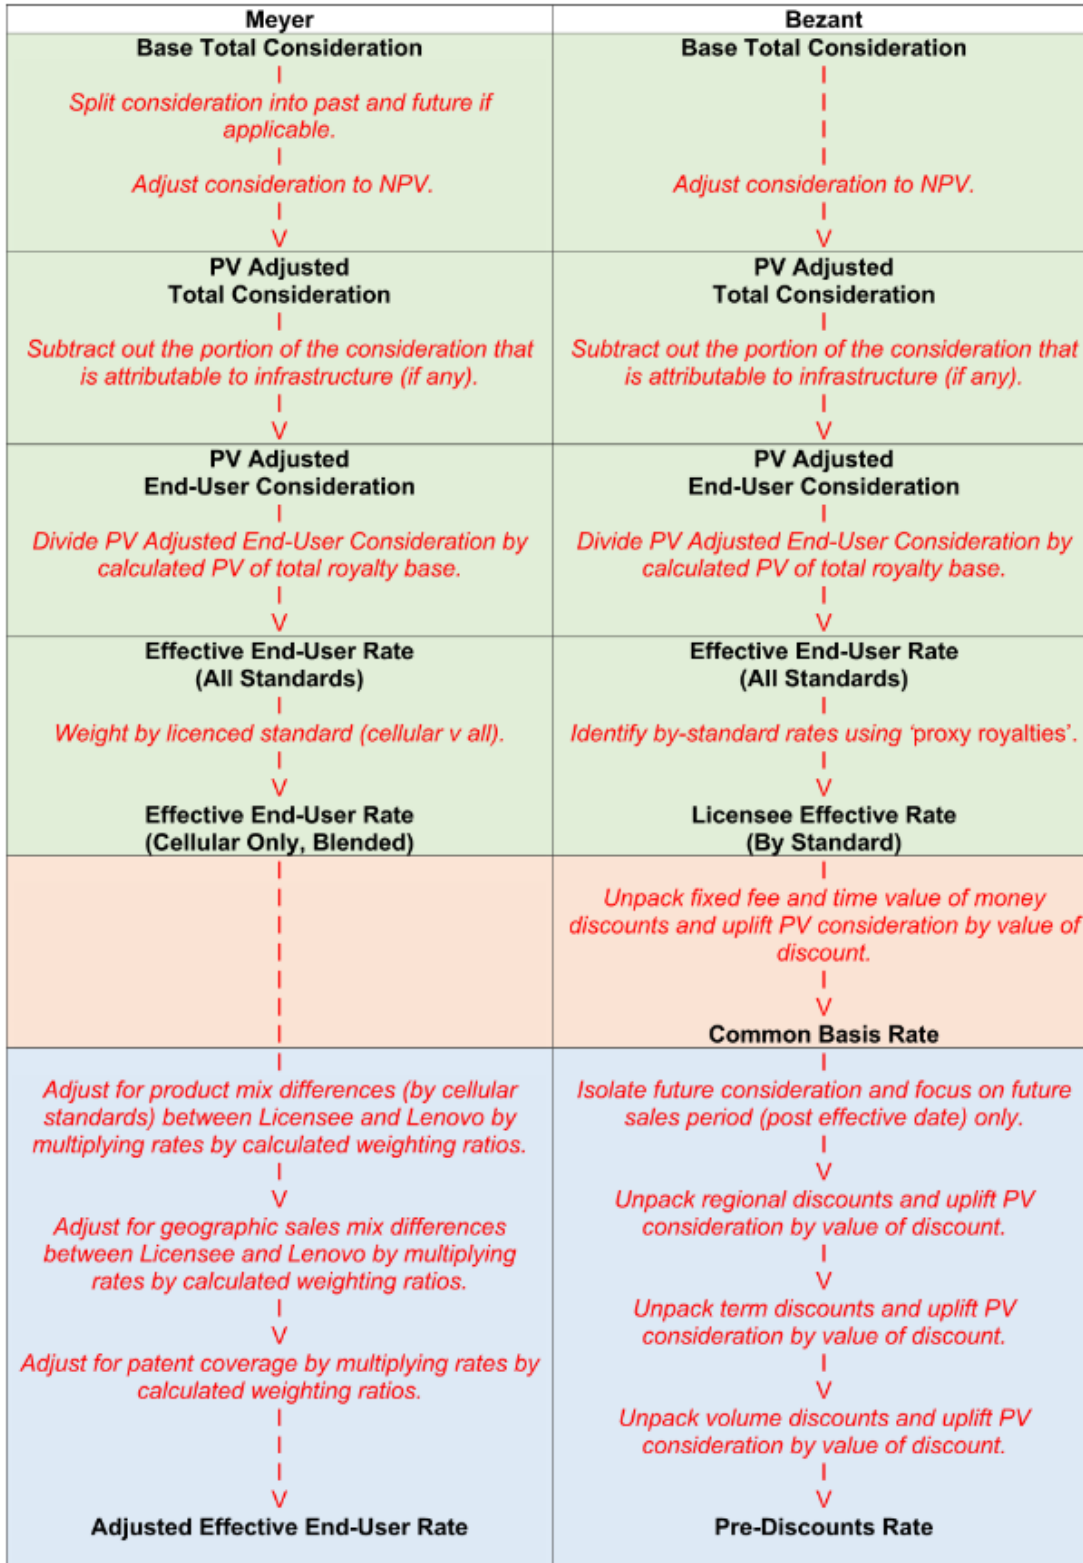 Meyer
Base Total Consideration
Split consideration into past and future if
applicable.
Adjust consideration to NPV.
PV Adjusted
Total Consideration
Subtract out the portion of the consideration that
is attributable to infrastructure (if any).
PV Adjusted
End-User Consideration
Divide PV Adjusted End-User Consideration by
calculated PV of total royalty base.
Effective End-User Rate
(All Standards)
Weight by licenced standard (cellular v all).
Effective End-User Rate
(Cellular Only, Blended)
Adjust for product mix differences (by cellular
standards) between Licensee and Lenovo by
multiplying rates by calculated weighting ratios.
Adjust for geographic sales mix differences
between Licensee and Lenovo by multiplying
rates by calculated weighting ratios.
Adjust for patent coverage by multiplying rates by
calculated weighting ratios.
Adjusted Effective End-User Rate
Bezant
Base Total Consideration
Adjust consideration to NPV.
PV Adjusted
Total Consideration
Subtract out the portion of the consideration that
is attributable to infrastructure (if any).
PV Adjusted
End-User Consideration
Divide PV Adjusted End-User Consideration by
calculated PV of total royalty base.
Effective End-User Rate
(All Standards)
Identify by-standard rates using ‘proxy royalties’.
Licensee Effective Rate
(By Standard)
Unpack fixed fee and time value of money
discounts and uplift PV consideration by value of
discount.
Common Basis Rate
Isolate future consideration and focus on future
sales period (post effective date) only.
Unpack regional discounts and uplift PV
consideration by value of discount.
Unpack term discounts and uplift PV
consideration by value of discount.
Unpack volume discounts and uplift PV
consideration by value of discount.
Pre-Discounts Rate